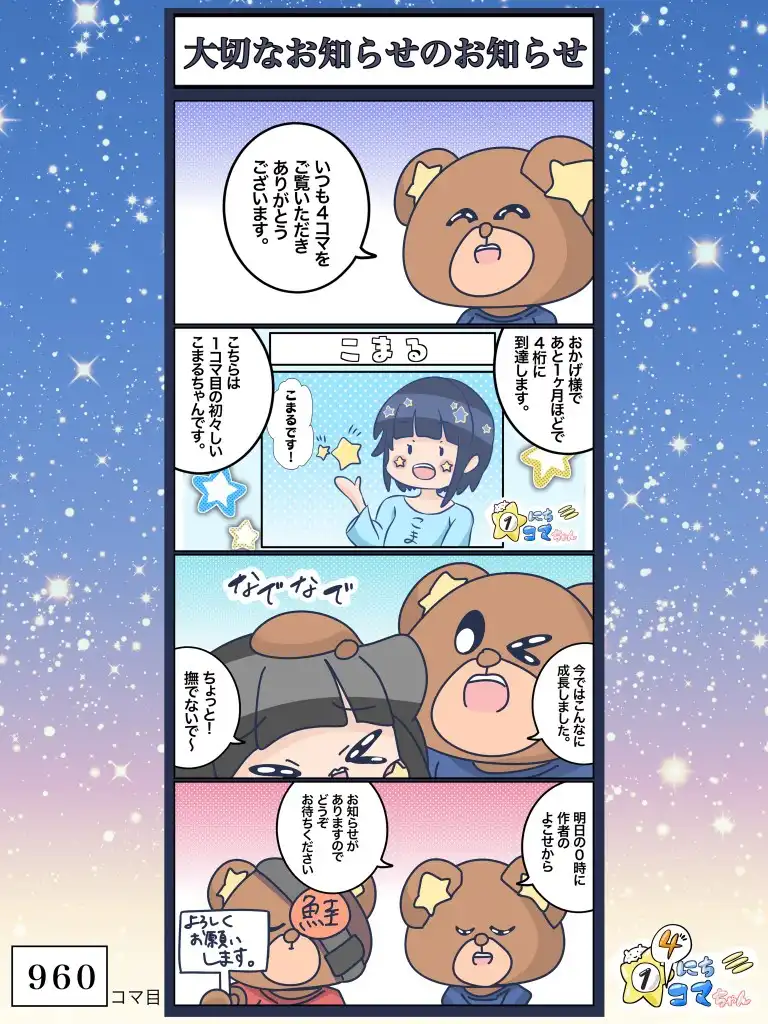 大切なお知らせのお知らせ
いつも4コマを
ご覧いただき
ありがとう
ございます。
おかげ様で
あと1ヶ月ほどで
4桁に
到達します。
こまる
こまるです！
こま
こちらは
1コマ目の初々しい
こまるちゃんです。
1
にち
コマ
ちゃん
なでなで
今ではこんなに
成長しました。
ちょっと！
撫でないで〜
明日の0時に
作者の
よこせから
お知らせが
ありますので
どうぞ
お待ちください
鮭
よろしく
お願い
します。
960
コマ目
4
1
にち
コマ
ちゃん